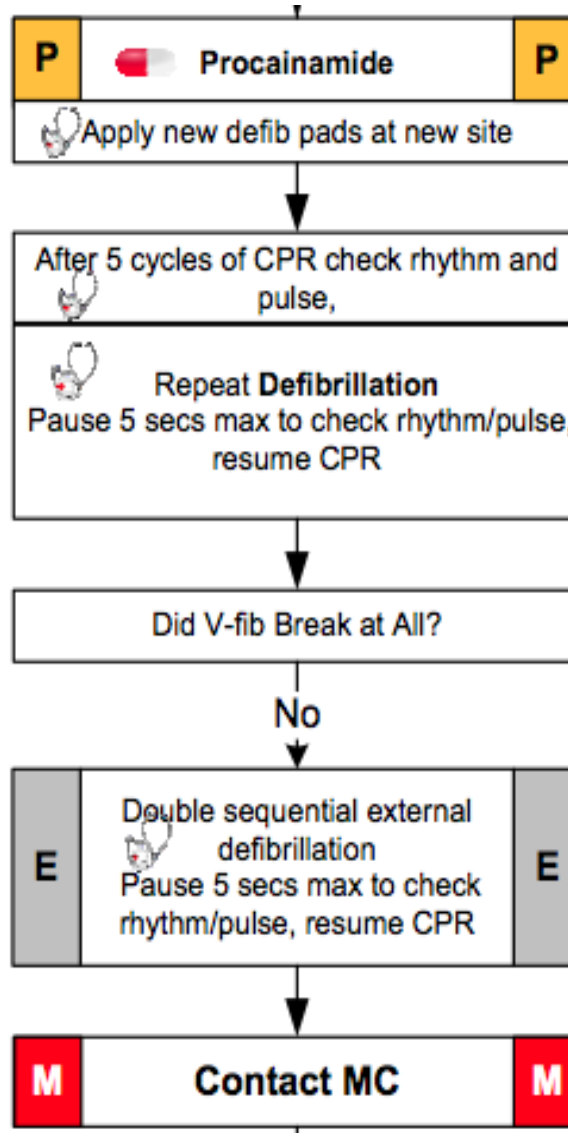 P Procainamide P
Apply new defib pads at new site
After 5 cycles of CPR check rhythm and
pulse,
Repeat Defibrillation
Pause 5 secs max to check rhythm/pulse,
resume CPR
Did V-fib Break at All?
No
E E
Double sequential external
defibrillation
Pause 5 secs max to check
rhythm/pulse, resume CPR
M Contact MC M